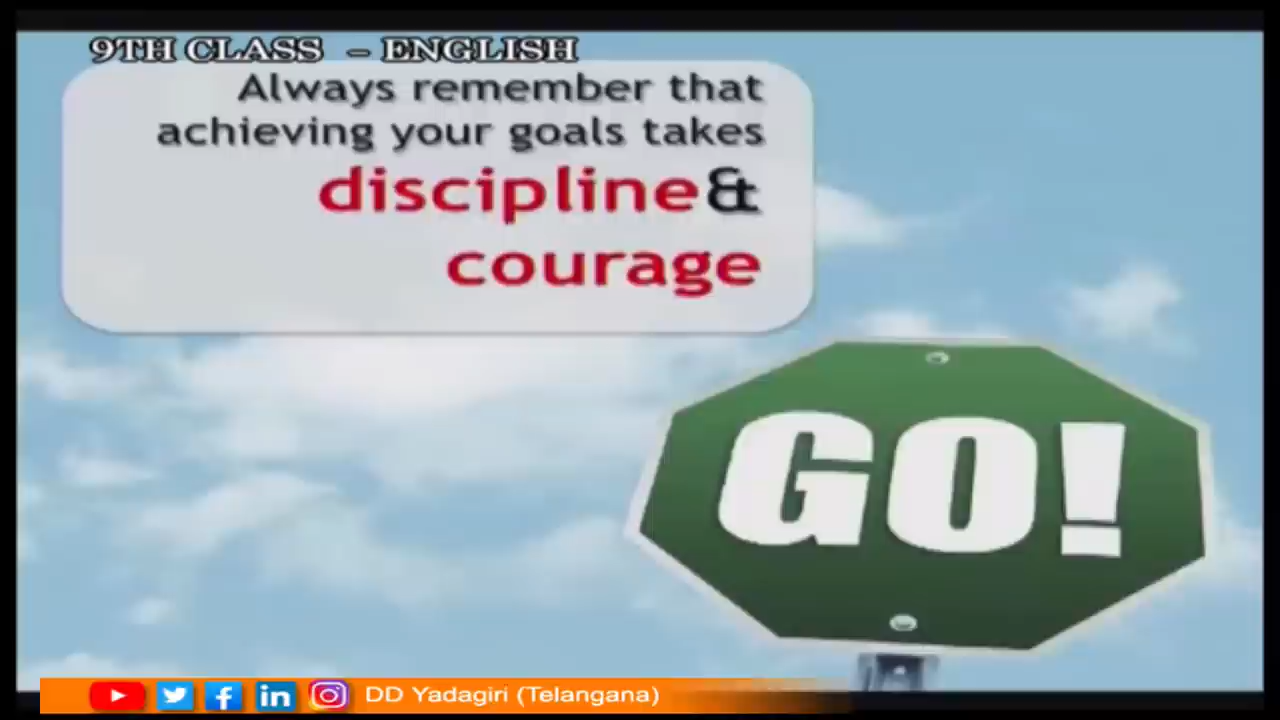 9TH CLASS – ENGLISH
Always remember that
achieving your goals takes
discipline&
courage
GO!
DD Yadagiri (Telangana)